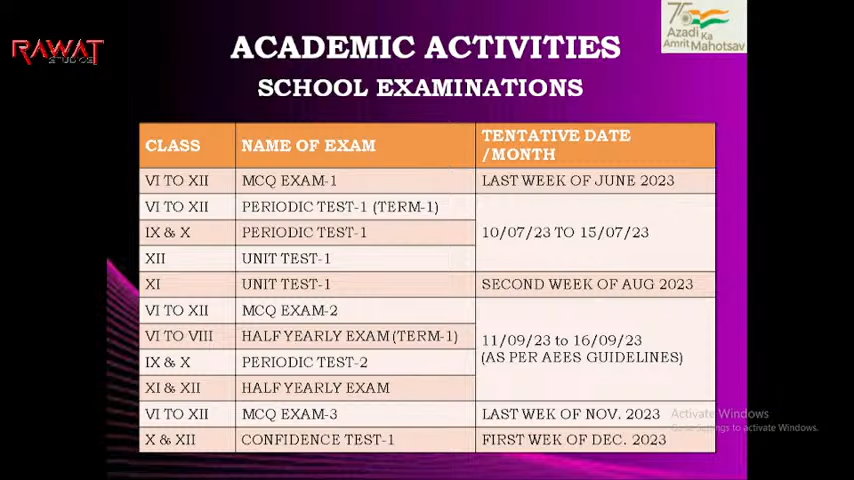 RAWAT
STUDIOS
75
Azadi
Ka
Amrit Mahotsav
ACADEMIC ACTIVITIES
SCHOOL EXAMINATIONS
CLASS NAME OF EXAM TENTATIVE DATE
/MONTH
VI TO XII MCQ EXAM-1 LAST WEEK OF JUNE 2023
VI TO XII PERIODIC TEST-1 (TERM-1)
IX & X PERIODIC TEST-1 10/07/23 TO 15/07/23
XII UNIT TEST-1
XI UNIT TEST-1 SECOND WEEK OF AUG 2023
VI TO XII MCQ EXAM-2
VI TO VIII HALF YEARLY EXAM (TERM-1) 11/09/23 to 16/09/23
IX & X PERIODIC TEST-2 (AS PER AEES GUIDELINES)
XI & XII HALF YEARLY EXAM
VI TO XII MCQ EXAM-3 LAST WEK OF NOV. 2023
X & XII CONFIDENCE TEST-1 FIRST WEK OF DEC. 2023
Activate Windows
Go to Settings to activate Windows.